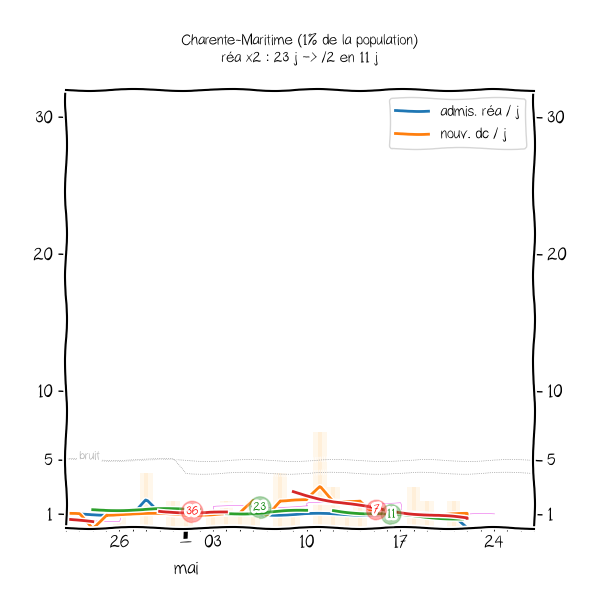 Charente-Maritime (1% de la population)
réa x2 : 23 j -> /2 en 11 j
admis. réa / j
nouv. dc / j
30 30
20 20
10 10
5 bruit 5
1 36 23 7 11 1
26 1 03 10 17 24
mai